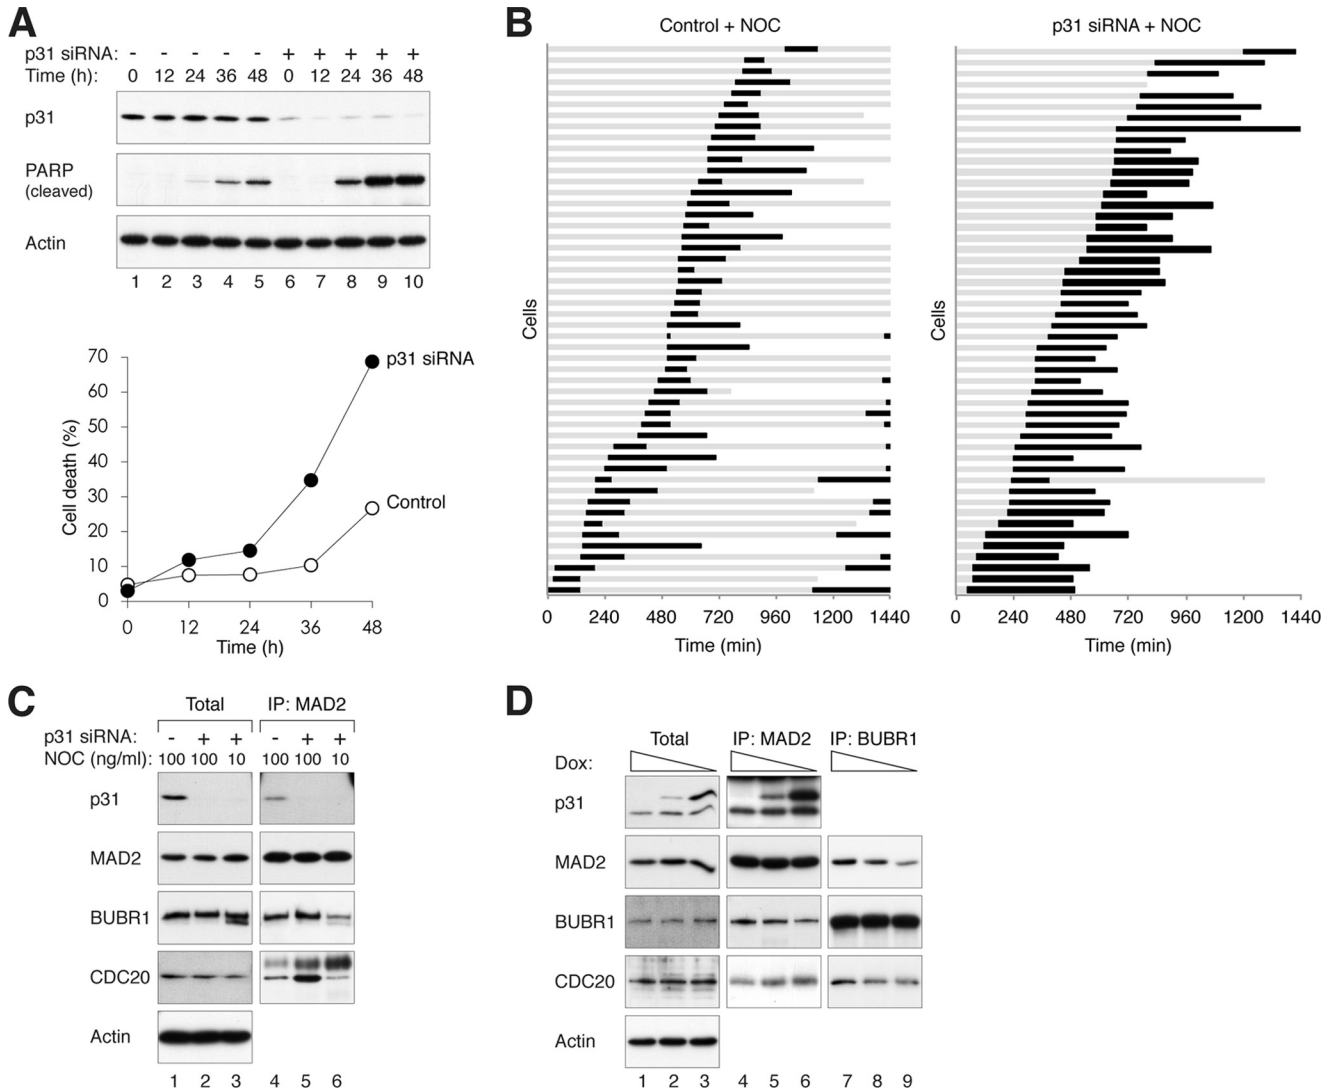 A
p31 siRNA: - - - - - + + + + +
Time (h): 0 12 24 36 48 0 12 24 36 48
p31
PARP
(cleaved)
Actin
1 2 3 4 5 6 7 8 9 10
Cell death (%)
70
60
50
40
30
20
10
0
p31 siRNA
Control
0 12 24 36 48
Time (h)
B
Control + NOC
Cells
0 240 480 720 960 1200 1440
Time (min)
p31 siRNA + NOC
Cells
0 240 480 720 960 1200 1440
Time (min)
C
Total IP: MAD2
p31 siRNA: - + + - + +
NOC (ng/ml): 100 100 10 100 100 10
p31
MAD2
BUBR1
CDC20
Actin
1 2 3 4 5 6
D
Total IP: MAD2 IP: BUBR1
Dox:
p31
MAD2
BUBR1
CDC20
Actin
1 2 3 4 5 6 7 8 9